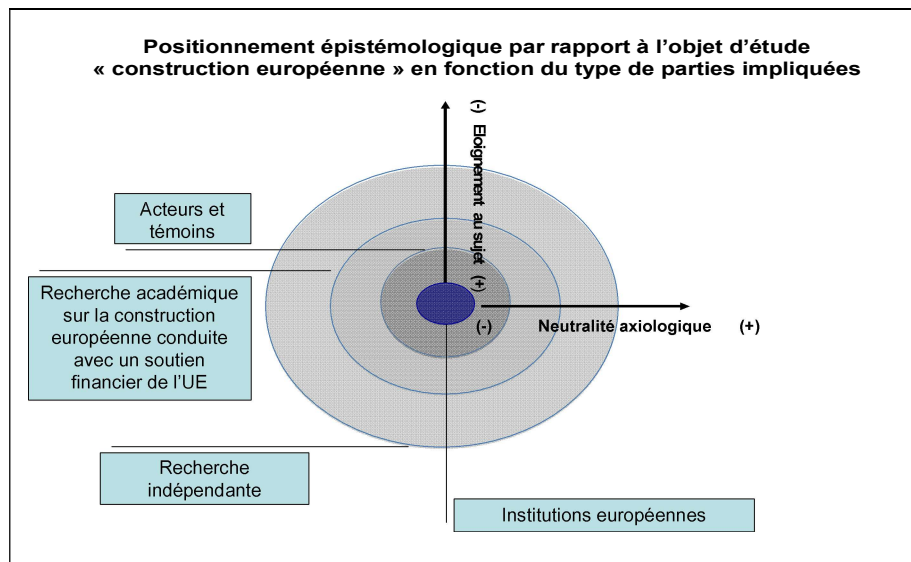 Positionnement épistémologique par rapport à l’objet d’étude
« construction européenne » en fonction du type de parties impliquées
(-) Eloignement au sujet (+)
Acteurs et
témoins
Recherche académique
sur la construction
européenne conduite
avec un soutien
financier de l’UE
(-) Neutralité axiologique (+)
Recherche
indépendante
Institutions européennes